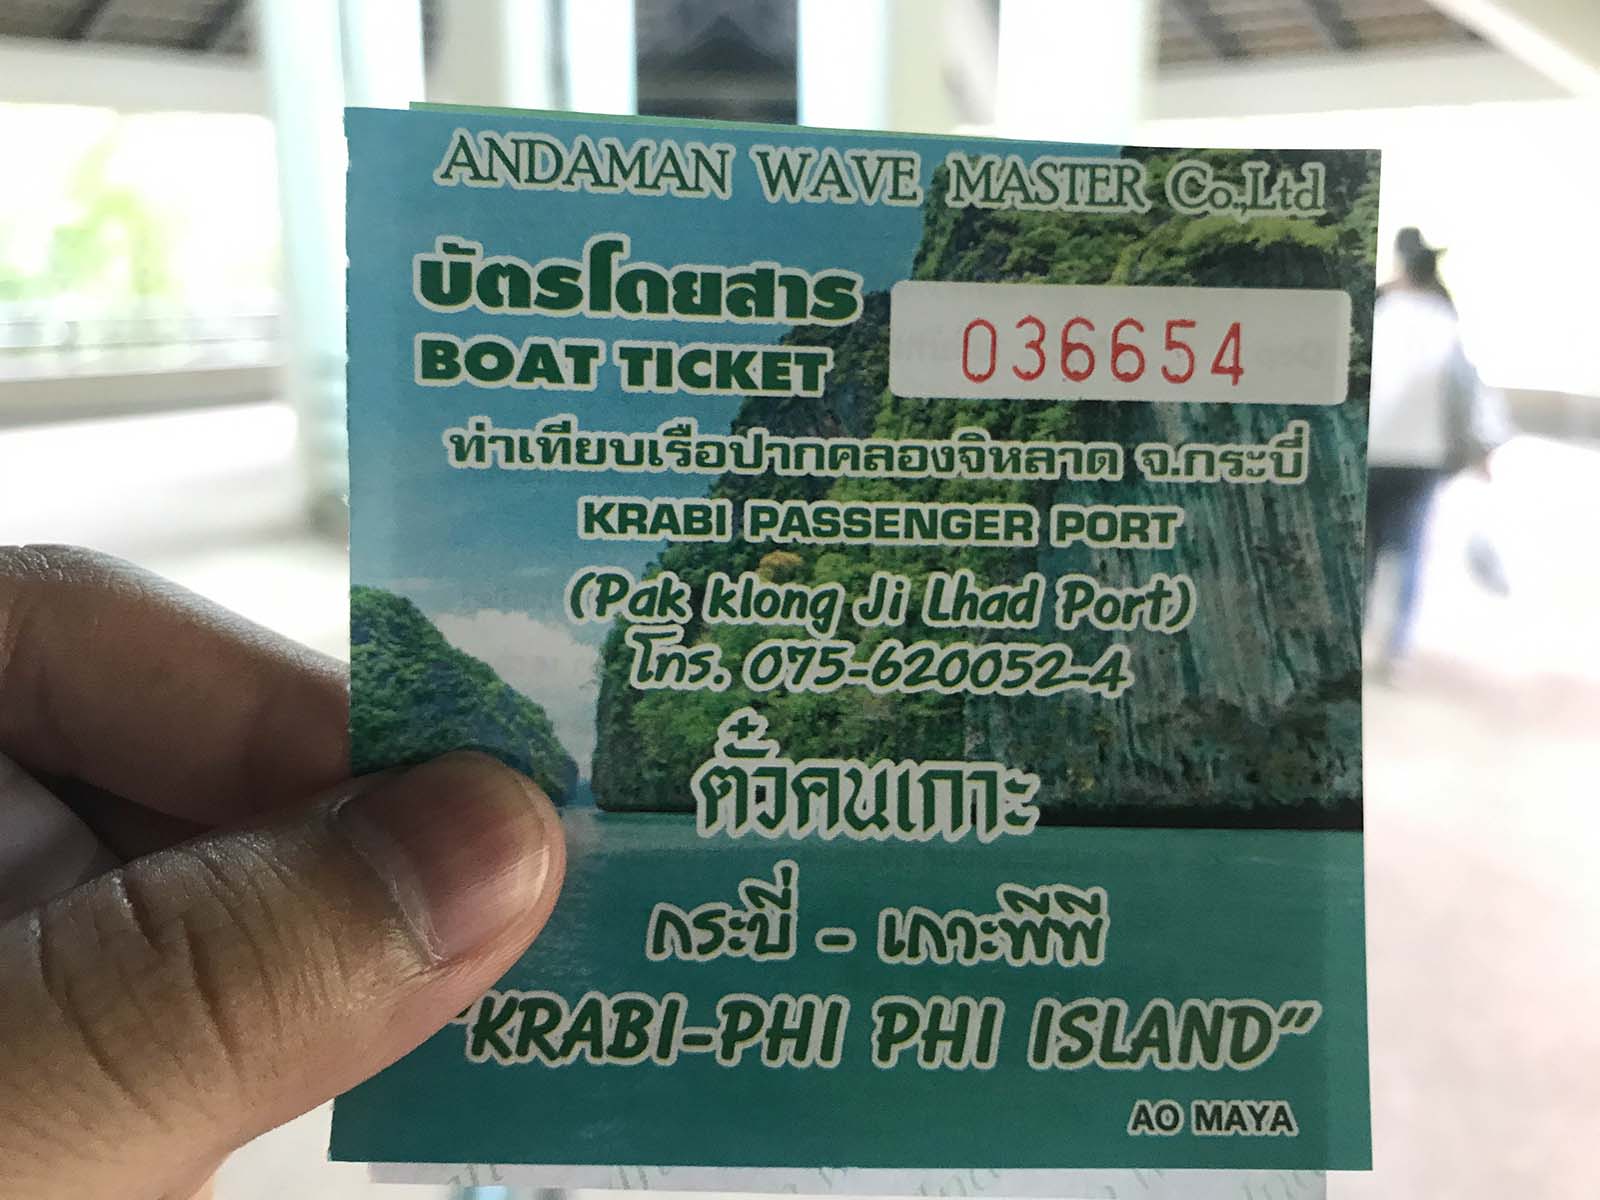 ANDAMAN WAVE MASTER Co.,Ltd
บัตรโดยสาร
BOAT TICKET
036654
ท่าเทียบเรือปากคลองจิหลาด จ.กระบี่
KRABI PASSENGER PORT
(Pak klong Ji Lhad Port)
โทร. 075-620052-4
ตั๋วคนเกาะ
กระบี่ - เกาะพีพี
"KRABI-PHI PHI ISLAND"
AO MAYA